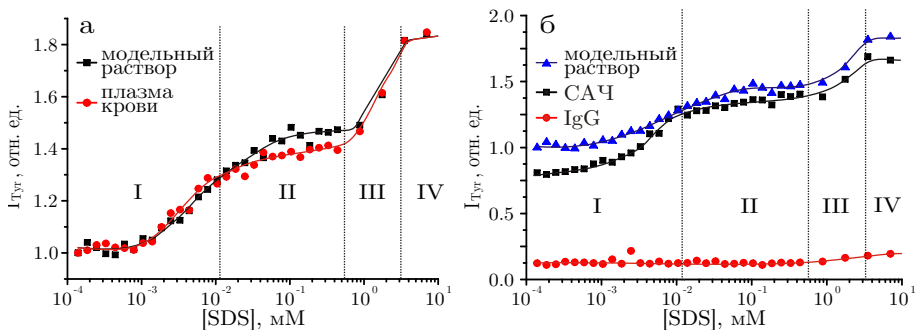 а
модельный
раствор
плазма
крови
I II III IV
1.8
1.6
1.4
1.2
1.0
I_Tyr, отн. ед.
10^-4 10^-3 10^-2 10^-1 10^0 10^1
[SDS], мМ
б
модельный
раствор
САЧ
IgG
I II III IV
2.0
1.5
1.0
0.5
0.0
I_Tyr, отн. ед.
10^-4 10^-3 10^-2 10^-1 10^0 10^1
[SDS], мМ